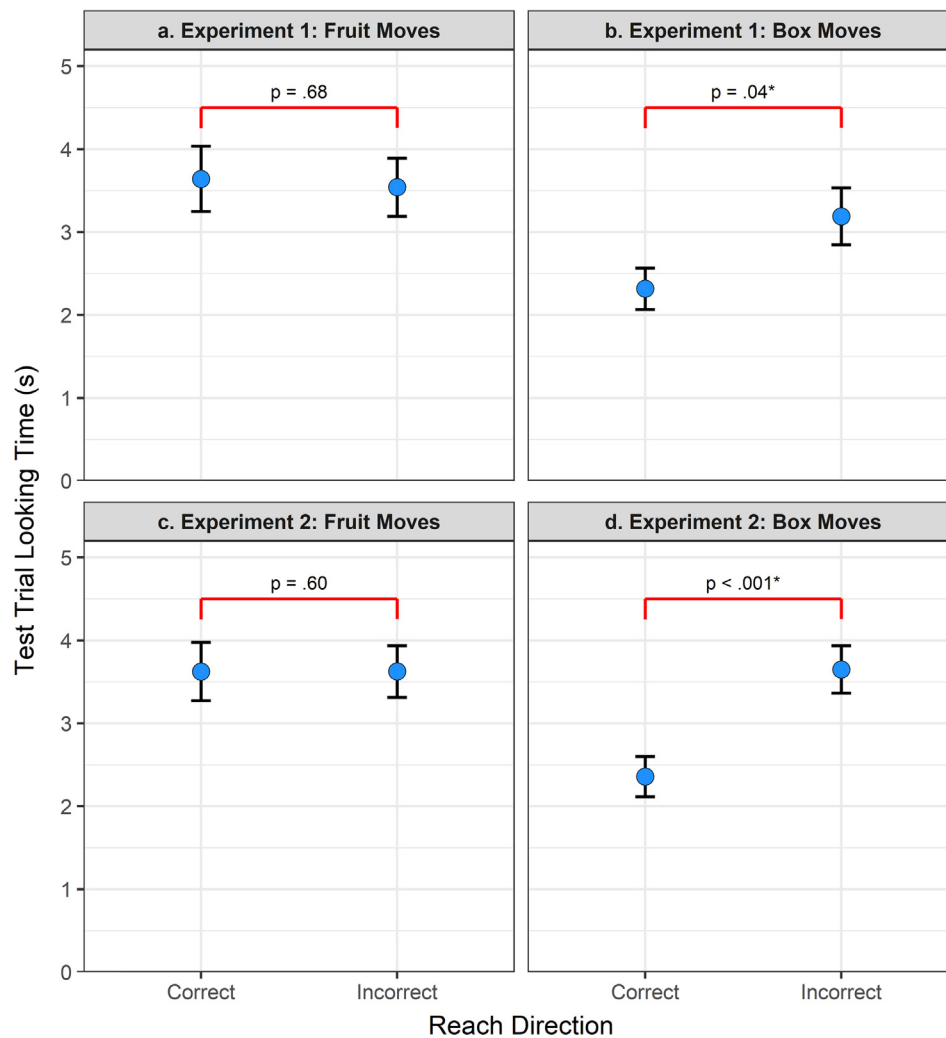 a. Experiment 1: Fruit Moves
b. Experiment 1: Box Moves
5
4
3
2
1
0
p = .68
p = .04*
c. Experiment 2: Fruit Moves
d. Experiment 2: Box Moves
5
4
3
2
1
0
p = .60
p < .001*
Test Trial Looking Time (s)
Correct
Incorrect
Correct
Incorrect
Reach Direction